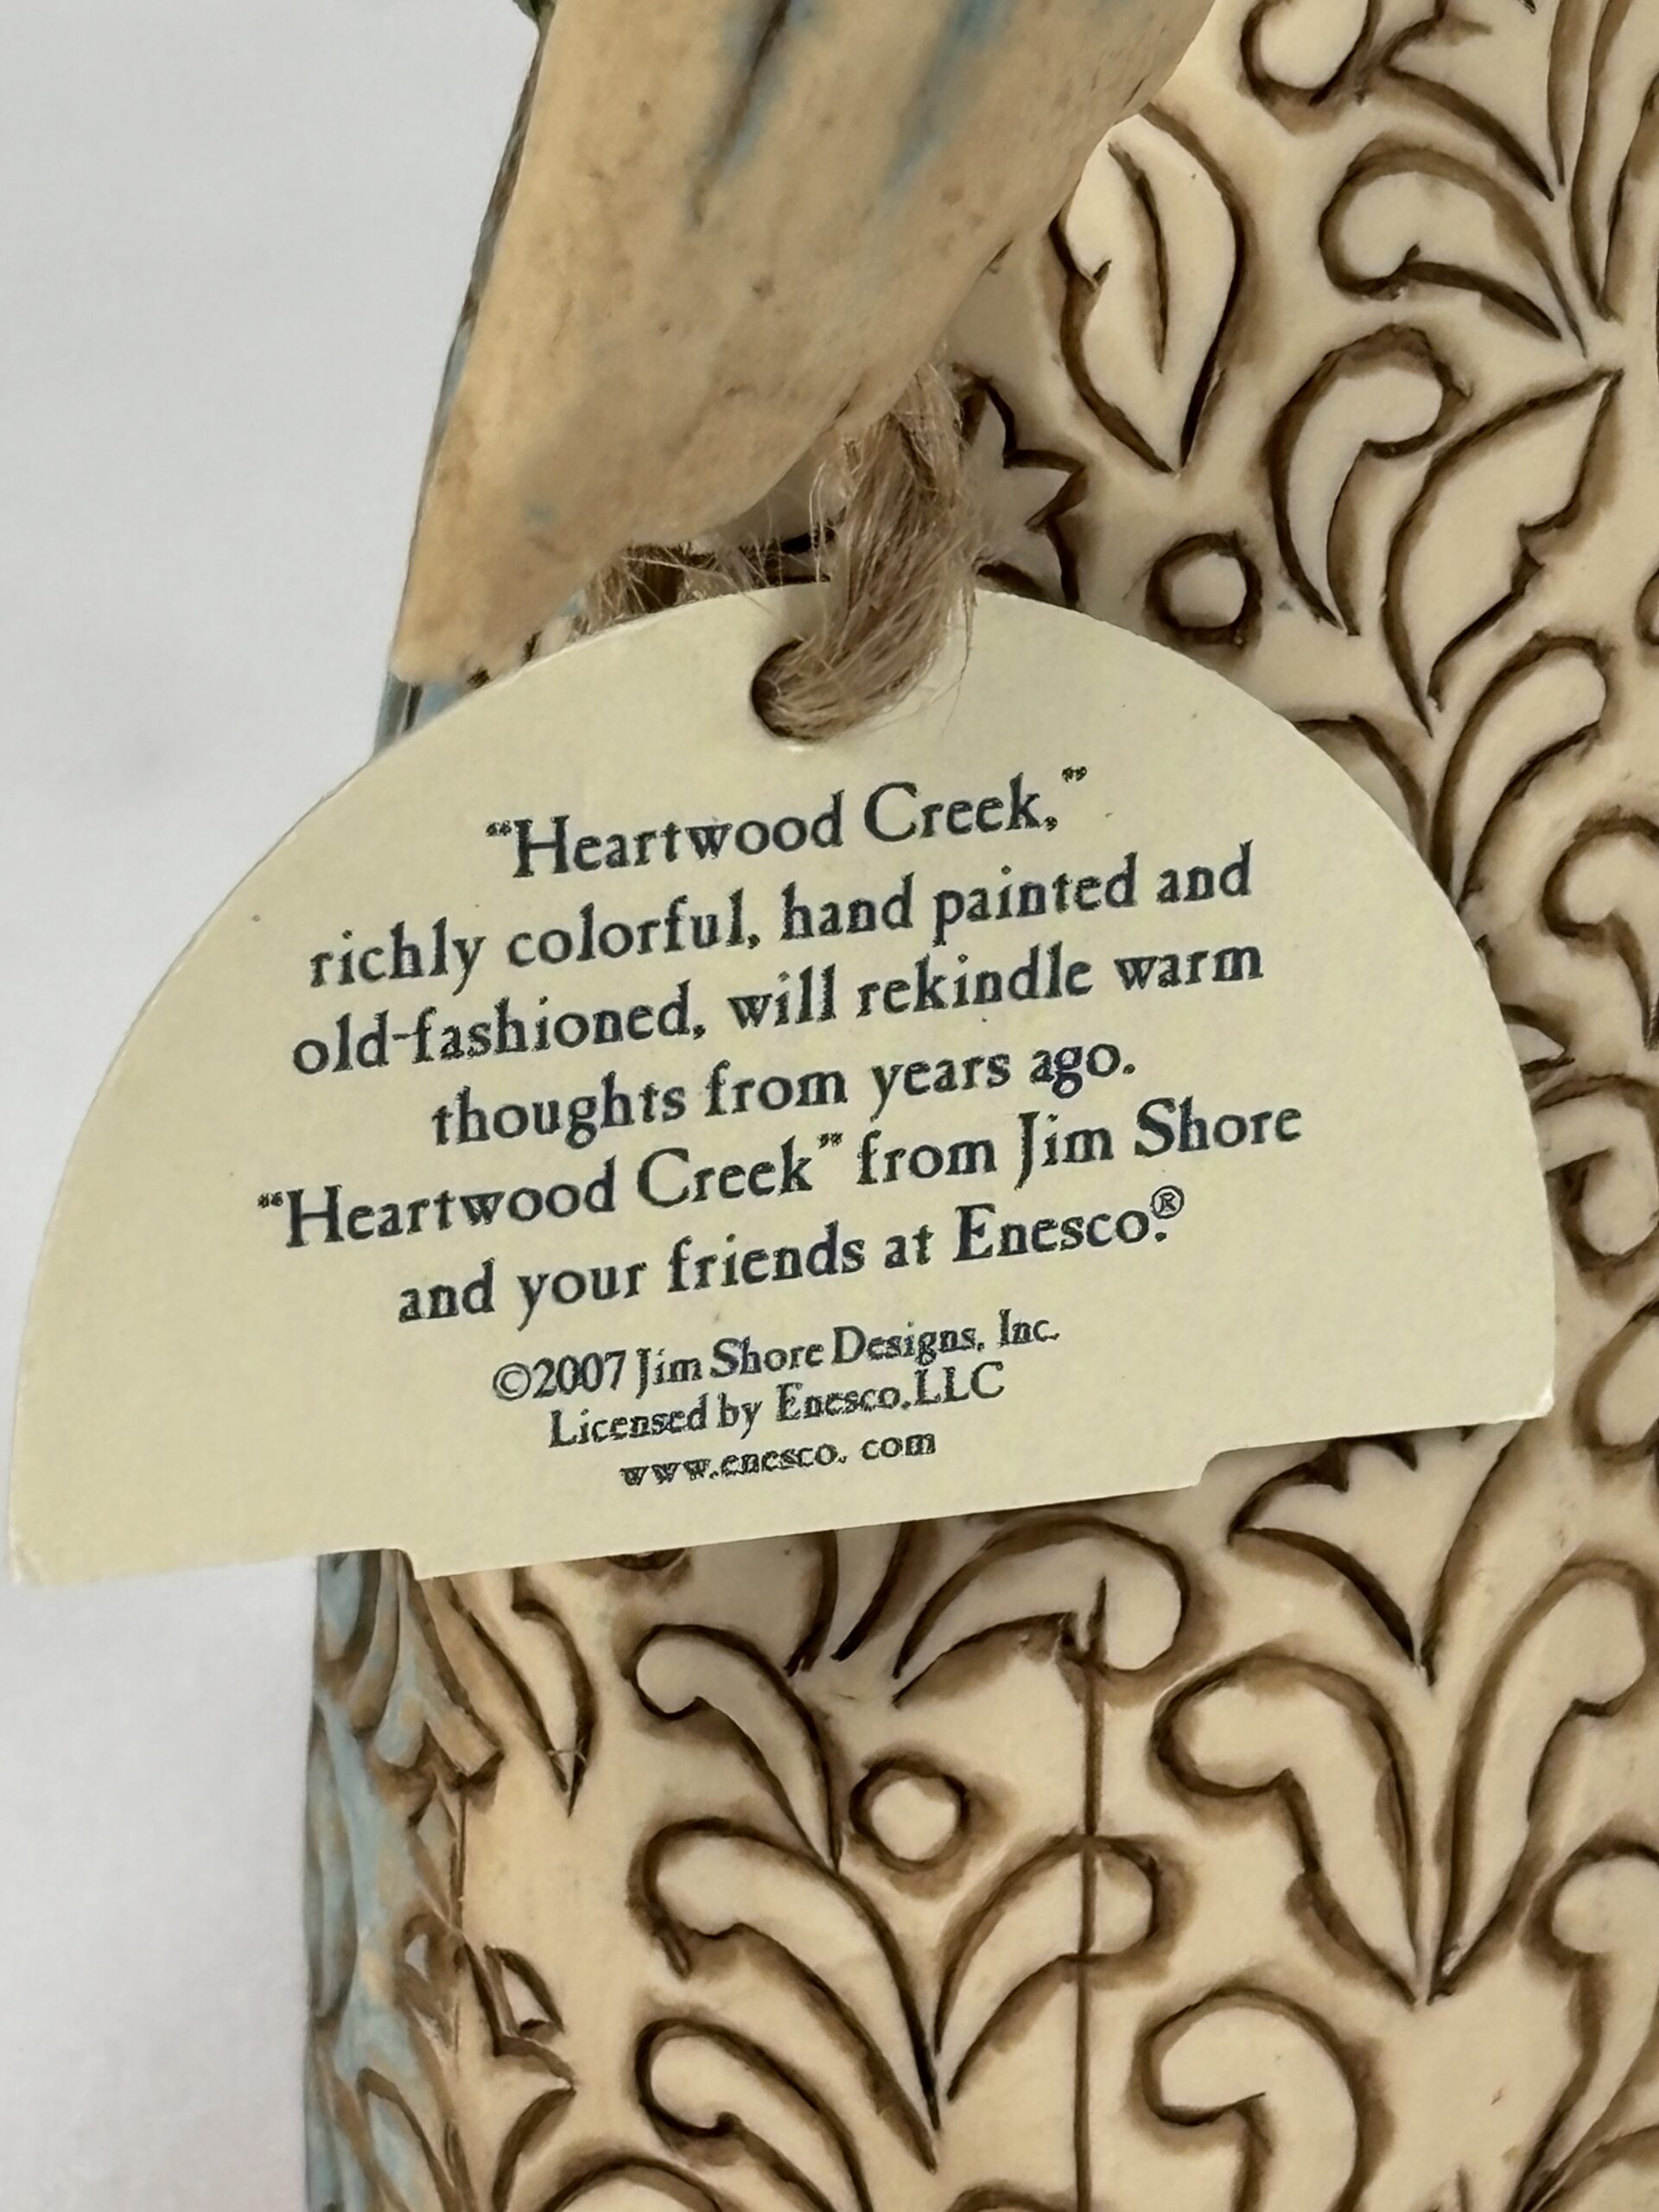 “Heartwood Creek,”
richly colorful, hand painted and
old-fashioned, will rekindle warm
thoughts from years ago.
“Heartwood Creek” from Jim Shore
and your friends at Enesco.®
©2007 Jim Shore Designs, Inc.
Licensed by Enesco,LLC
www.enesco. com